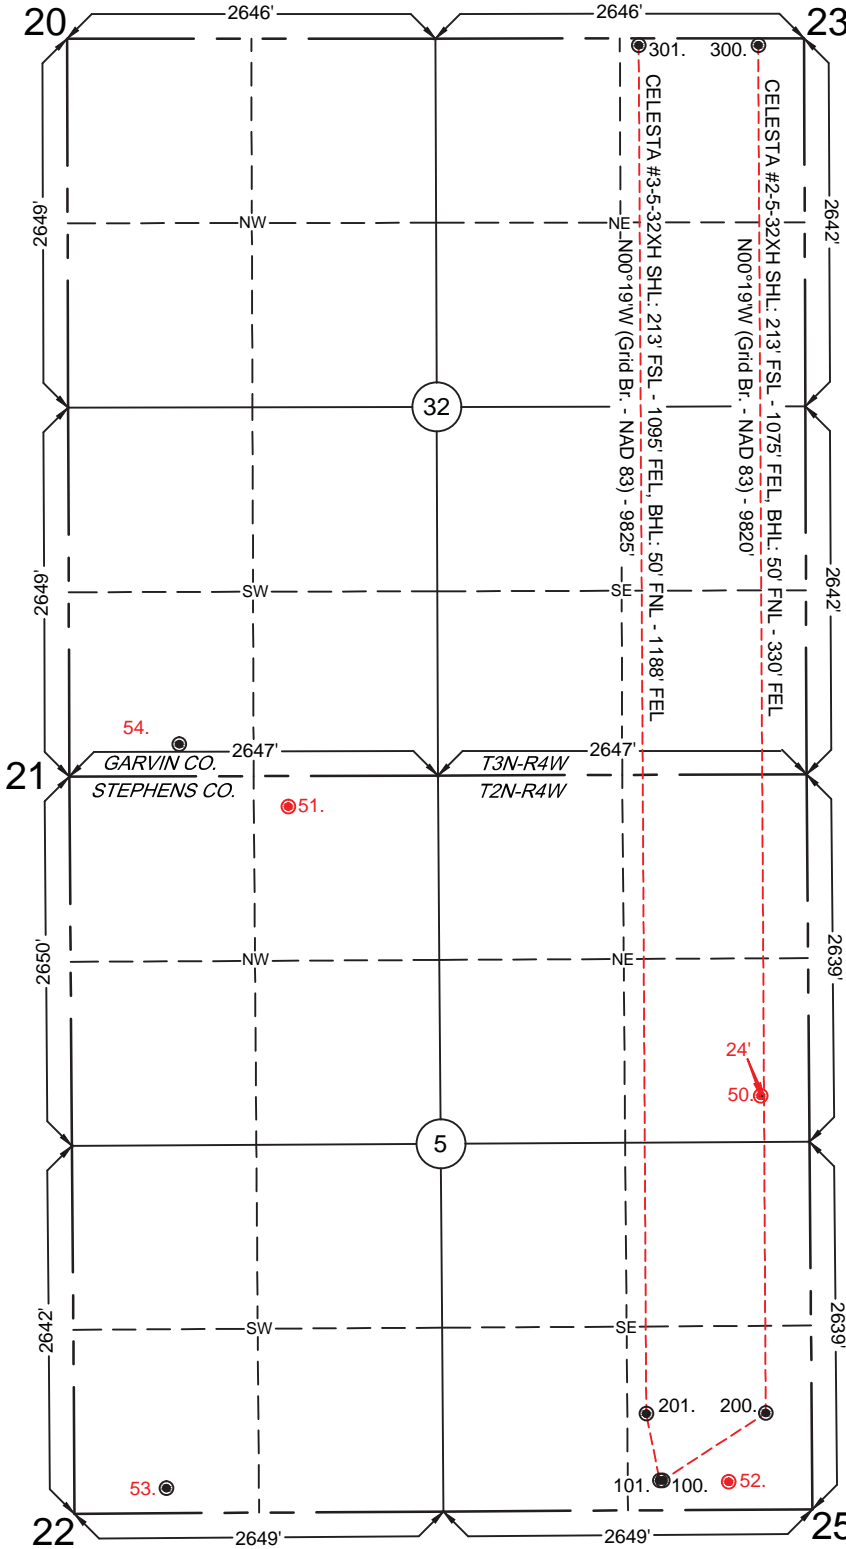 20
2646'
2646'
23
301.
300.
2649'
NW
NE
2642'
CELESTA #3-5-32XH SHL: 213' FSL - 1095' FEL, BHL: 50' FNL - 1188' FEL
N00°19'W (Grid Br. - NAD 83) - 9825'
CELESTA #2-5-32XH SHL: 213' FSL - 1075' FEL, BHL: 50' FNL - 330' FEL
N00°19'W (Grid Br. - NAD 83) - 9820'
32
2649'
SW
SE
2642'
54.
2647'
2647'
GARVIN CO.
T3N-R4W
21
STEPHENS CO.
T2N-R4W
51.
2650'
NW
NE
2639'
24'
50.
5
2642'
SW
SE
2639'
201.
200.
53.
101.
100.
52.
22
2649'
2649'
25